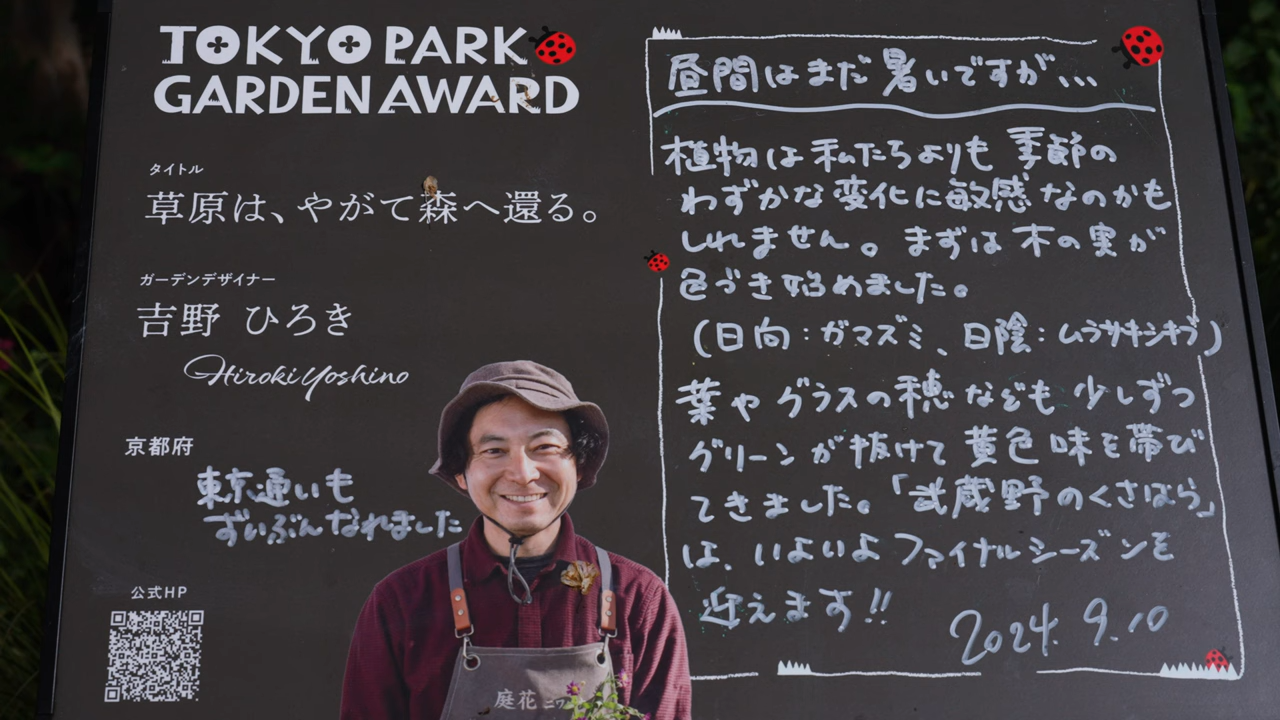 TOKYO PARK
GARDEN AWARD
タイトル
草原は、やがて森へ還る。
ガーデンデザイナー
吉野 ひろき
Hiroki Yoshino
京都府
東京通いも
ずいぶんなれました
公式HP
庭花
昼間はまだ暑いですが、、、
植物は私たちよりも季節の
わずかな変化に敏感なのかも
しれません。まずは木の実が
色づき始めました。
(日向:ガマズミ、日陰:ムラサキシキブ)
葉やグラスの穂なども少しずつ
グリーンが抜けて黄色味を帯び
てきました。「武蔵野のくさはら」
は、いよいよファイナルシーズンを
迎えます!!
2024.9.10